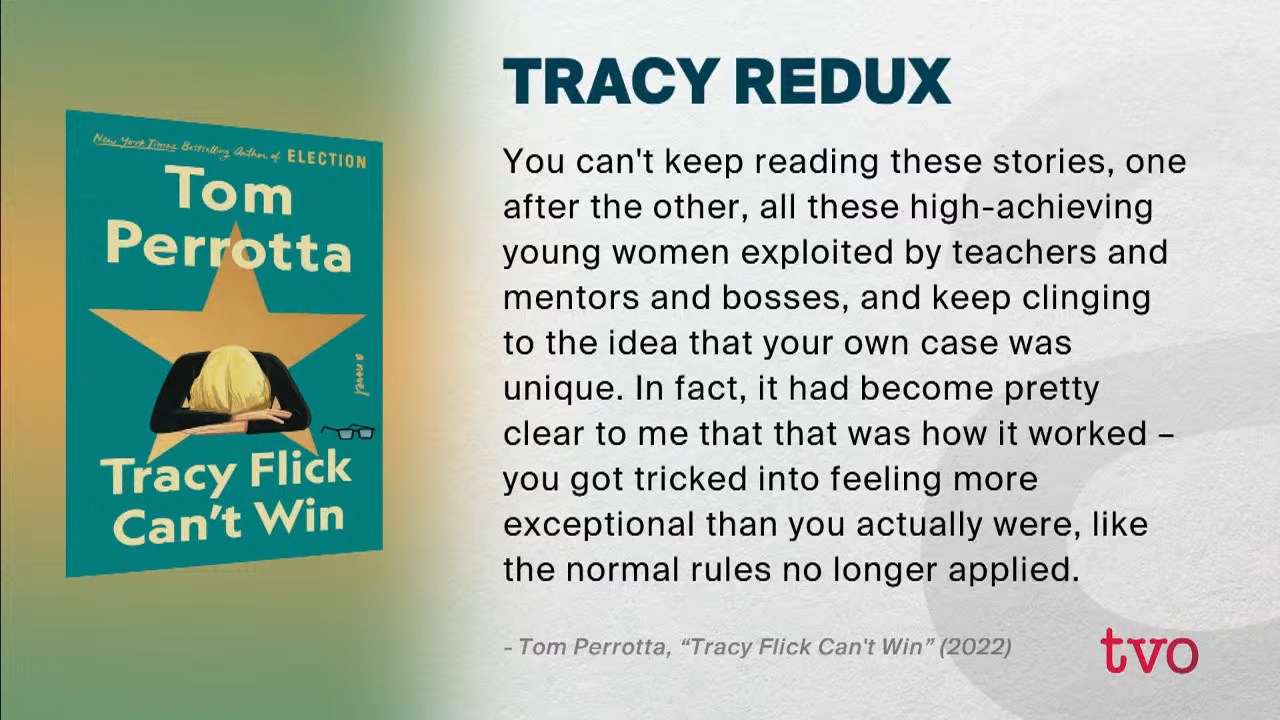 New York Times Bestselling Author of ELECTION
Tom
Perrotta
a novel
Tracy Flick
Can't Win
TRACY REDUX
You can't keep reading these stories, one
after the other, all these high-achieving
young women exploited by teachers and
mentors and bosses, and keep clinging
to the idea that your own case was
unique. In fact, it had become pretty
clear to me that that was how it worked –
you got tricked into feeling more
exceptional than you actually were, like
the normal rules no longer applied.
- Tom Perrotta, “Tracy Flick Can't Win” (2022)
tvo